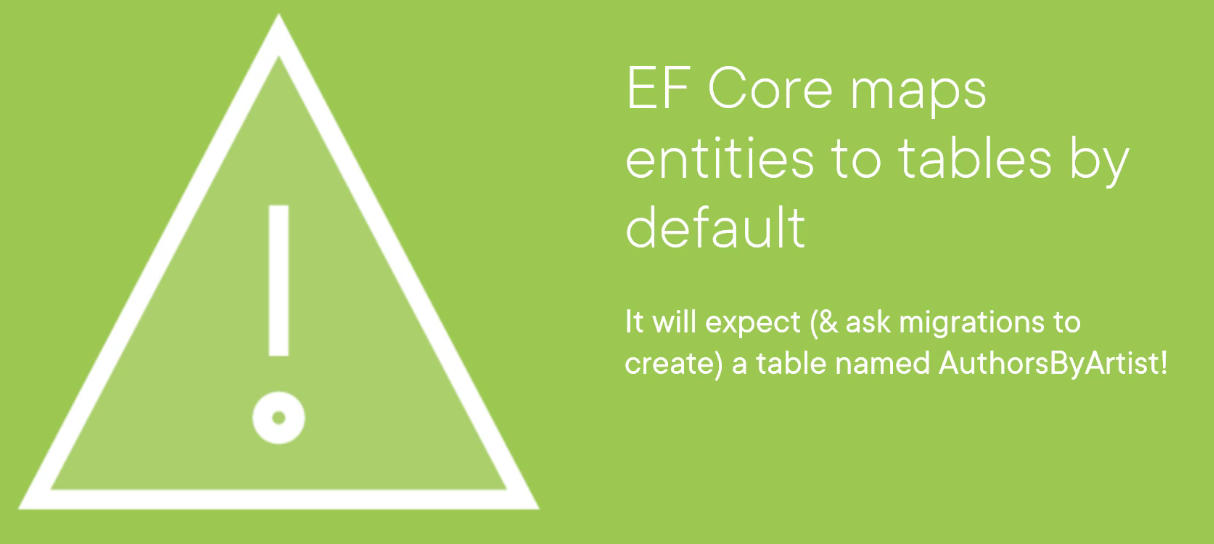 EF Core maps
entities to tables by
default
It will expect (& ask migrations to
create) a table named AuthorsByArtist!